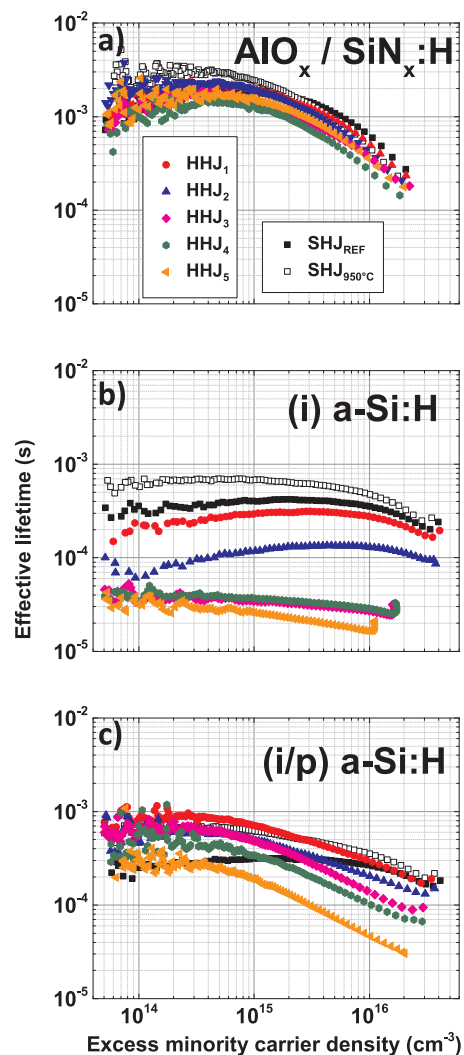 a) AlOx / SiNx:H
10-2
10-3
10-4
10-5
HHJ1
HHJ2
HHJ3
HHJ4
HHJ5
SHJREF
SHJ950°C
b) (i) a-Si:H
10-2
10-3
10-4
10-5
Effective lifetime (s)
c) (i/p) a-Si:H
10-2
10-3
10-4
10-5
1014 1015 1016
Excess minority carrier density (cm-3)